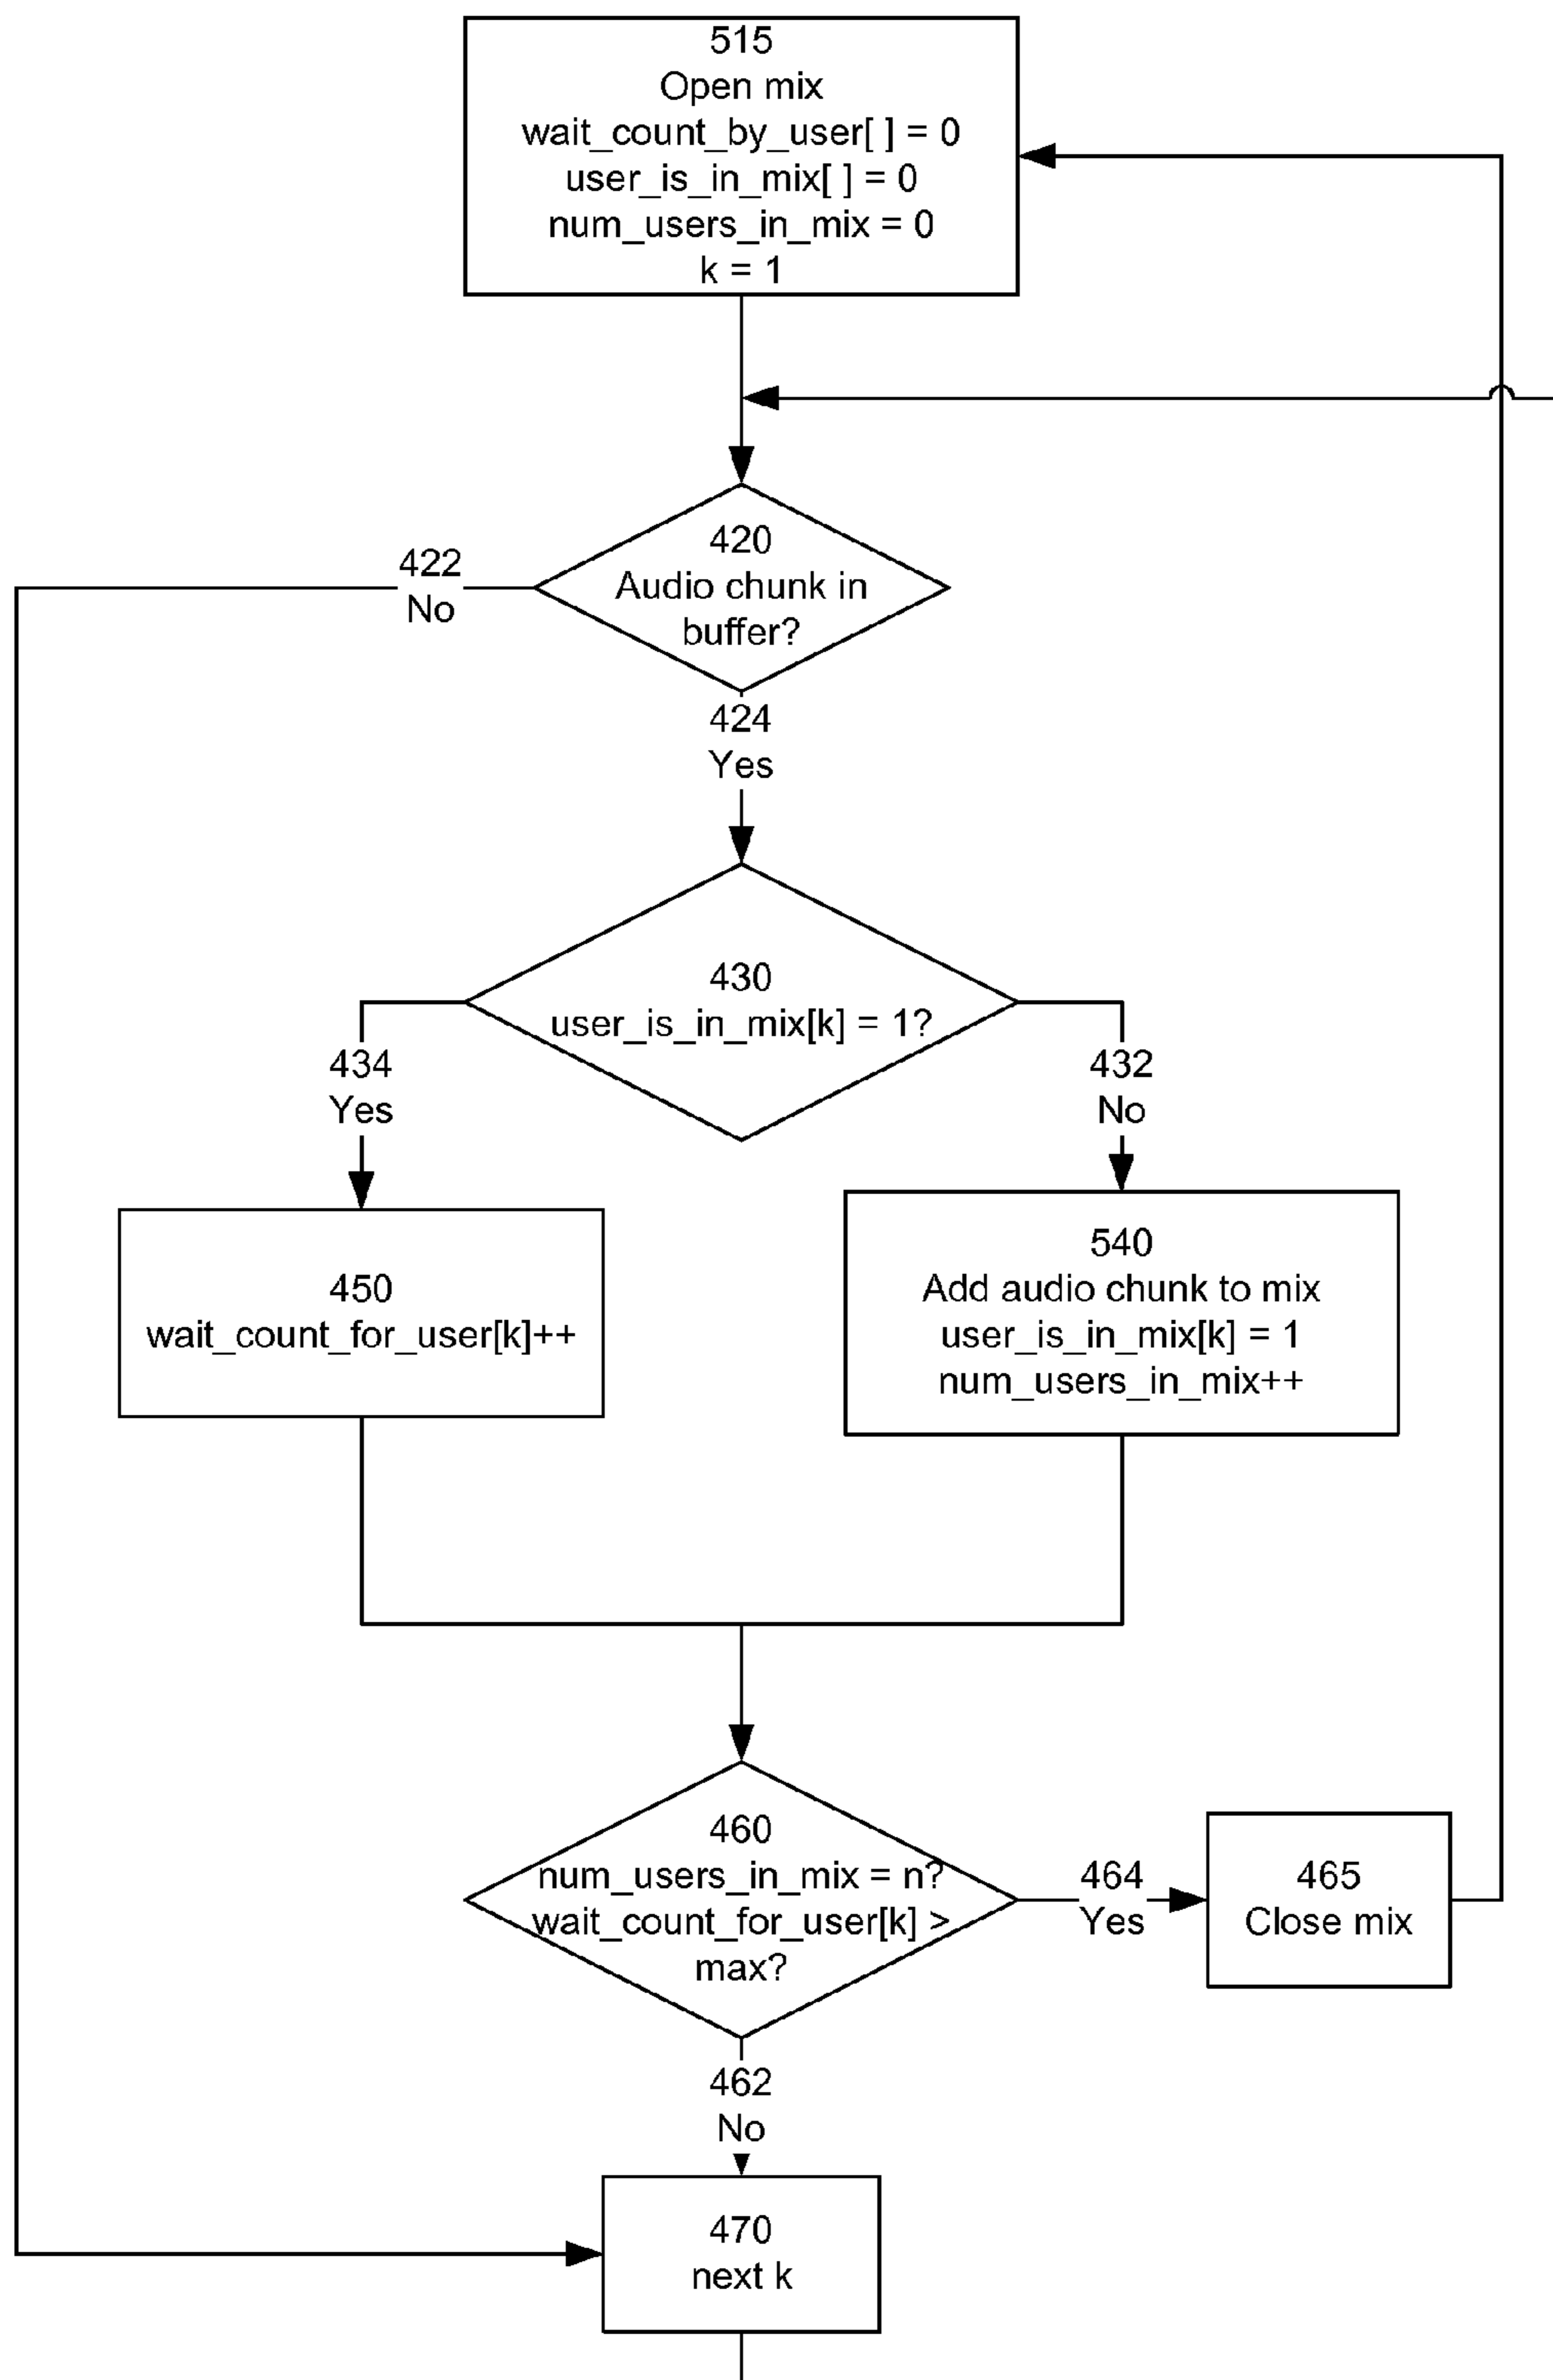 515
Open mix
wait_count_by_user[ ] = 0
user_is_in_mix[ ] = 0
num_users_in_mix = 0
k = 1
420
Audio chunk in
buffer?
422
No
424
Yes
430
user_is_in_mix[k] = 1?
434
Yes
432
No
450
wait_count_for_user[k]++
540
Add audio chunk to mix
user_is_in_mix[k] = 1
num_users_in_mix++
460
num_users_in_mix = n?
wait_count_for_user[k] >
max?
464
Yes
465
Close mix
462
No
470
next k